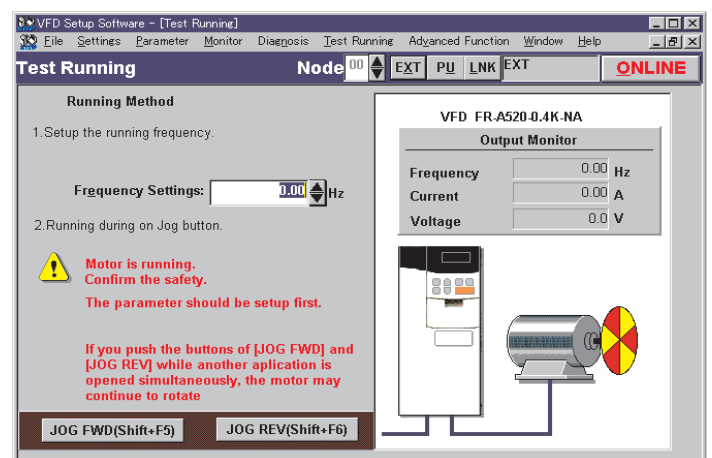 VFD Setup Software - [Test Running]
File Settings Parameter Monitor Diagnosis Test Running Advanced Function Window Help
Test Running Node 00 EXT PU LNK EXT ONLINE
Running Method
1.Setup the running frequency.
Frequency Settings: 0.00 Hz
2.Running during on Jog button.
Motor is running.
Confirm the safety.
The parameter should be setup first.
If you push the buttons of [JOG FWD] and
[JOG REV] while another aplication is
opened simultaneously, the motor may
continue to rotate
JOG FWD(Shift+F5) JOG REV(Shift+F6)
VFD FR-A520-0.4K-NA
Output Monitor
Frequency 0.00 Hz
Current 0.00 A
Voltage 0.0 V